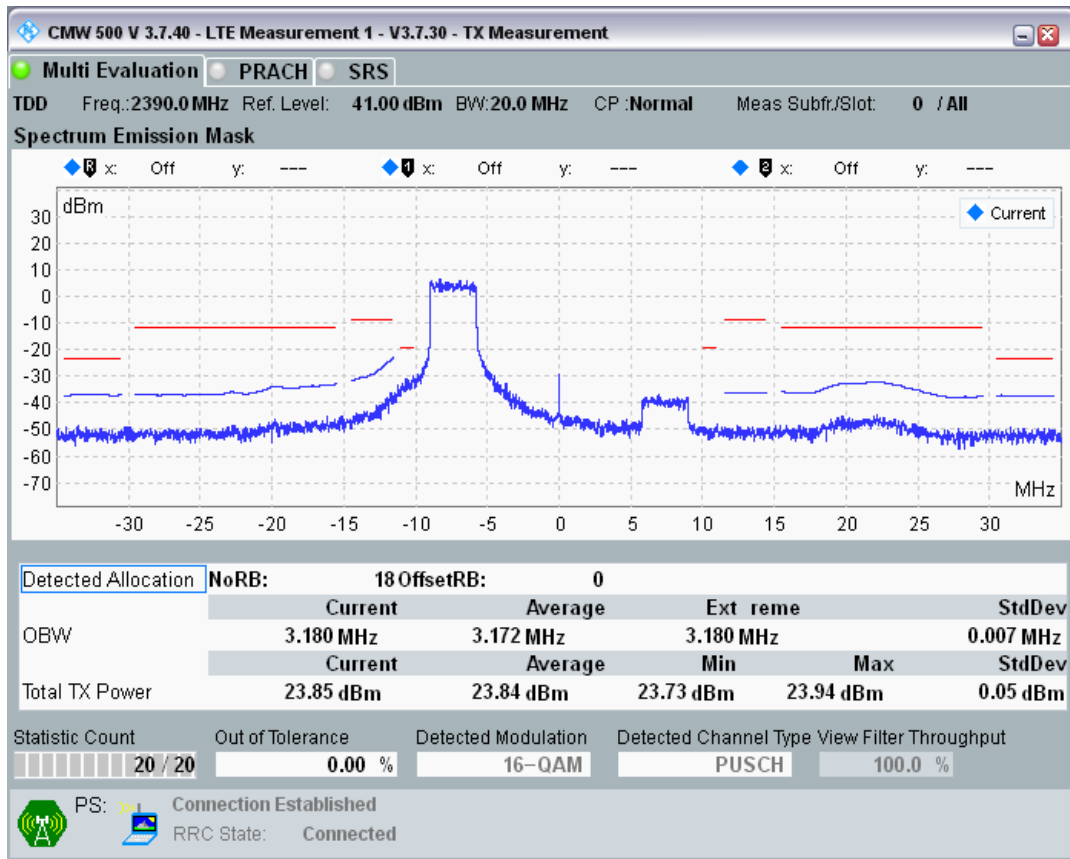 CMW 500 V 3.7.40 - LTE Measurement 1 - V3.7.30 - TX Measurement
Multi Evaluation PRACH SRS
TDD Freq.:2390.0 MHz Ref. Level: 41.00 dBm BW:20.0 MHz CP :Normal Meas Subfr./Slot: 0 / All
Spectrum Emission Mask
R x: Off y: --- 1 x: Off y: --- 2 x: Off y: ---
dBm
Current
30
20
10
0
-10
-20
-30
-40
-50
-60
-70
MHz
-30 -25 -20 -15 -10 -5 0 5 10 15 20 25 30
Detected Allocation NoRB: 18 OffsetRB: 0
Current Average Ext reme StdDev
OBW 3.180 MHz 3.172 MHz 3.180 MHz 0.007 MHz
Current Average Min Max StdDev
Total TX Power 23.85 dBm 23.84 dBm 23.73 dBm 23.94 dBm 0.05 dBm
Statistic Count Out of Tolerance Detected Modulation Detected Channel Type View Filter Throughput
20 / 20 0.00 % 16-QAM PUSCH 100.0 %
PS: Connection Established
RRC State: Connected